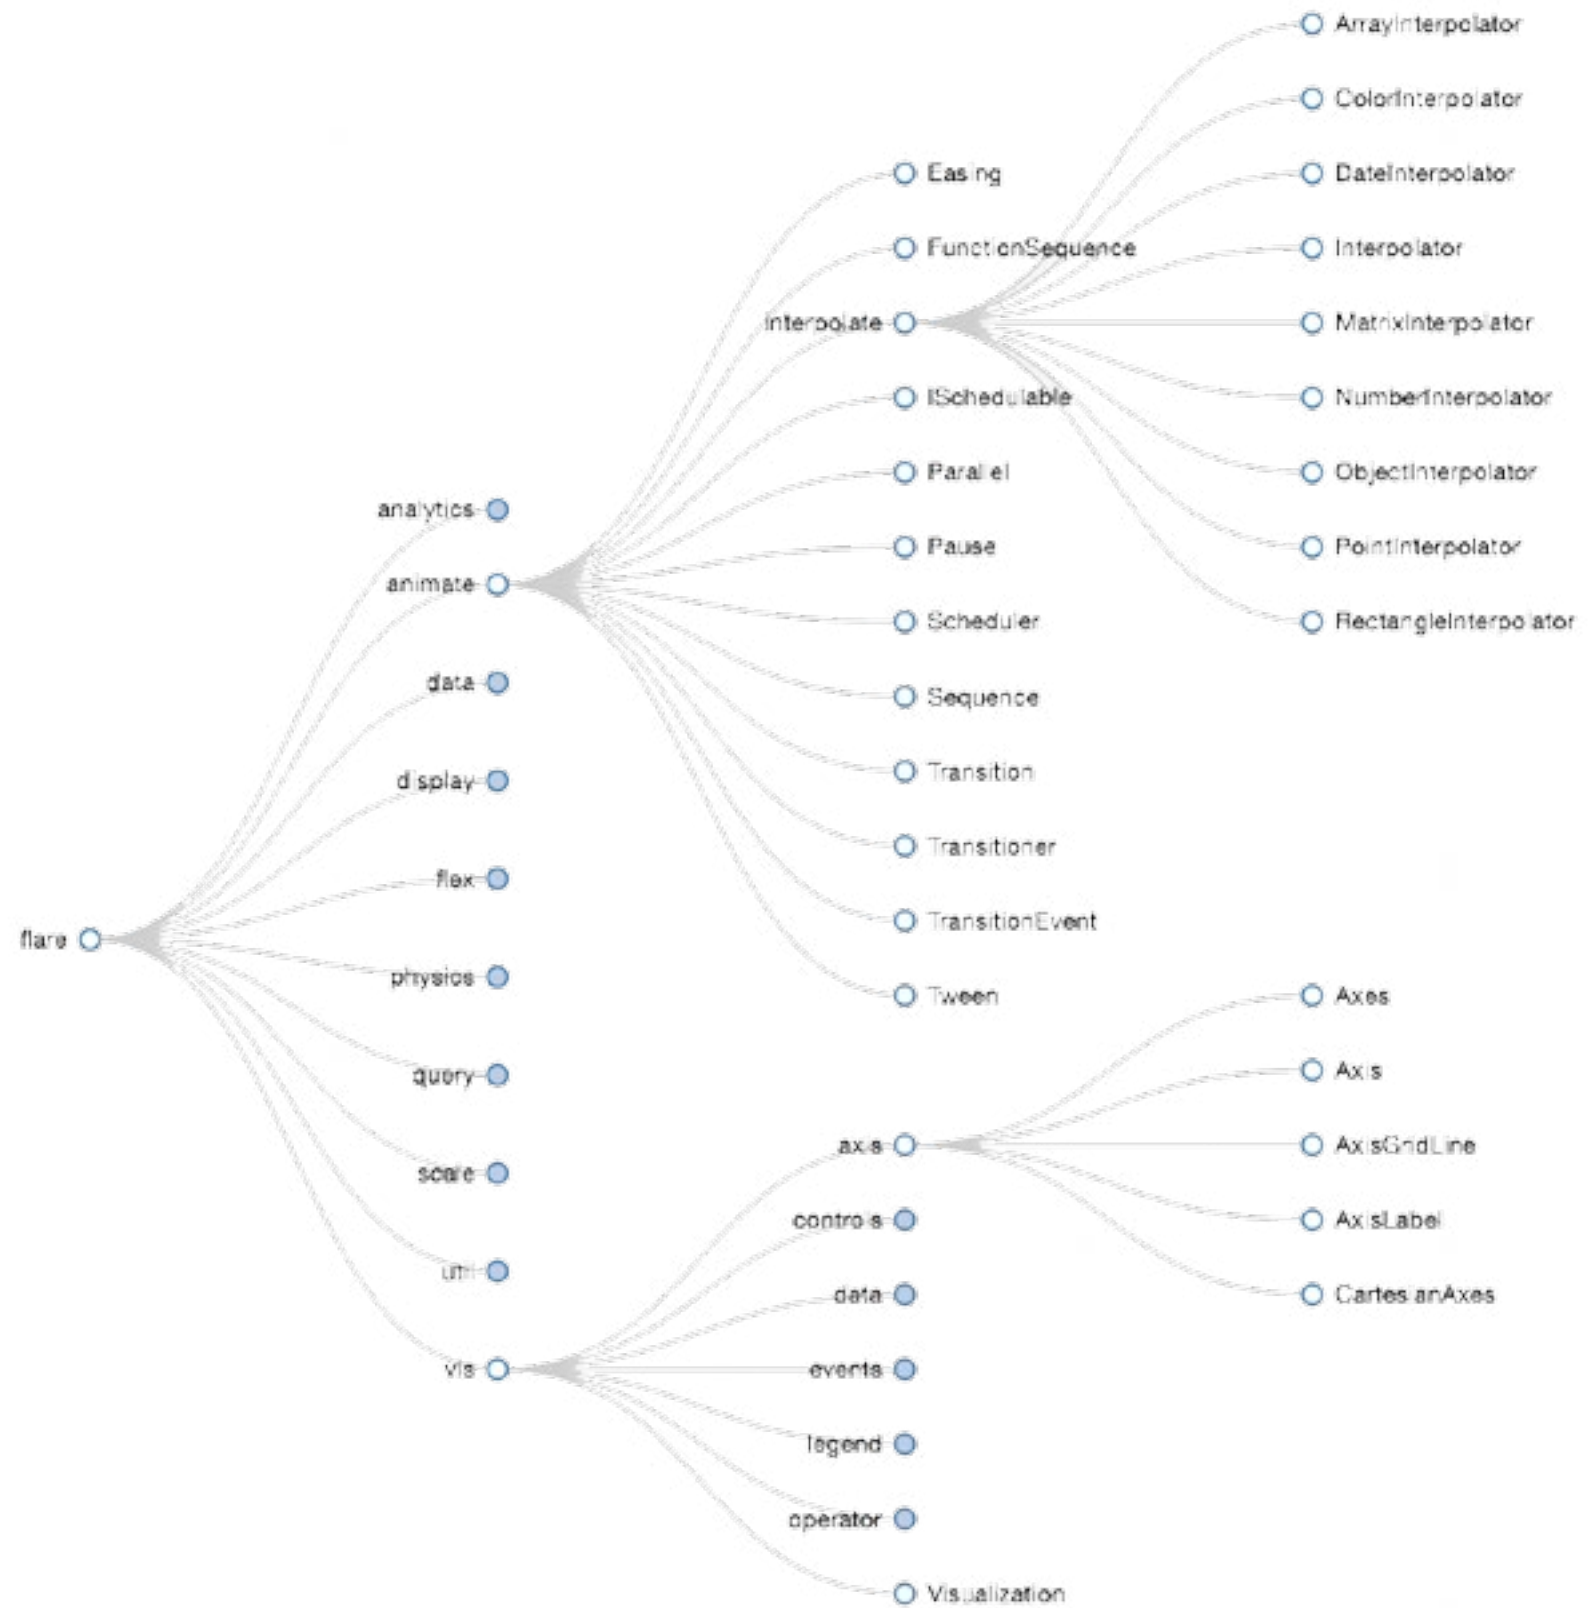 flare
analytics
animate
data
display
flex
physics
query
scale
util
vis
Easing
FunctionSequence
interpolate
ISchedulable
Parallel
Pause
Scheduler
Sequence
Transition
Transitioner
TransitionEvent
Tween
axis
controls
data
events
legend
operator
Visualization
ArrayInterpolator
ColorInterpolator
DateInterpolator
Interpolator
MatrixInterpolator
NumberInterpolator
ObjectInterpolator
PointInterpolator
RectangleInterpolator
Axes
Axis
AxisGridLine
AxisLabel
CartesianAxes